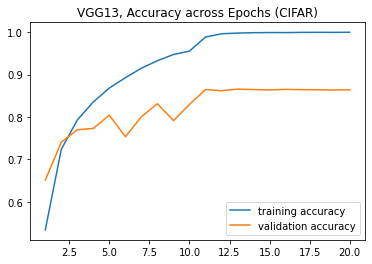 VGG13, Accuracy across Epochs (CIFAR)
1.0
0.9
0.8
0.7
0.6
training accuracy
validation accuracy
2.5 5.0 7.5 10.0 12.5 15.0 17.5 20.0